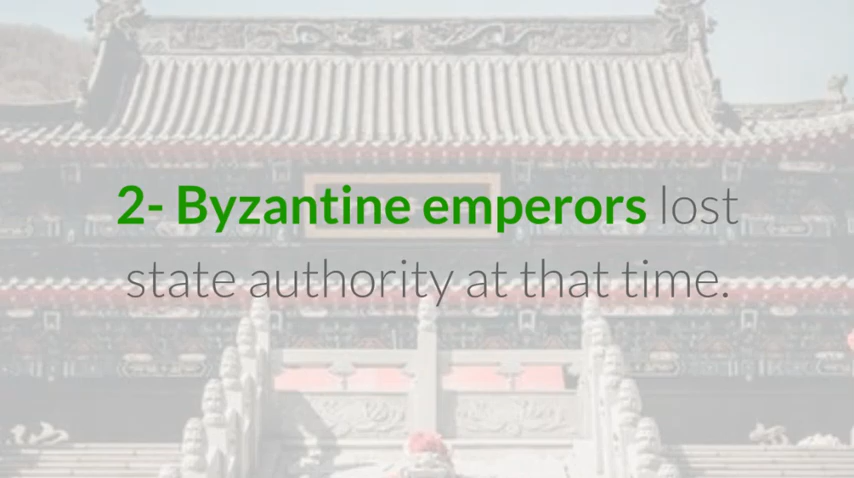 2- Byzantine emperors lost
state authority at that time.